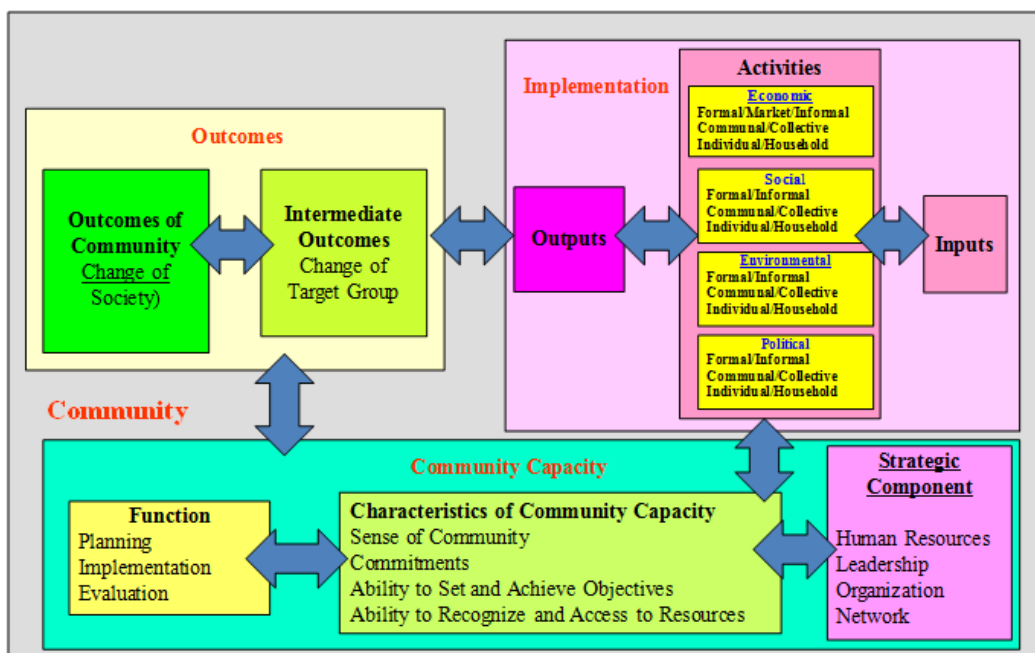 Implementation
Activities
Economic
Formal/Market/Informal
Communal/Collective
Individual/Household
Social
Formal/Informal
Communal/Collective
Individual/Household
Environmental
Formal/Informal
Communal/Collective
Individual/Household
Political
Formal/Informal
Communal/Collective
Individual/Household
Outputs
Inputs
Outcomes
Outcomes of
Community
Change of
Society)
Intermediate
Outcomes
Change of
Target Group
Community
Community Capacity
Function
Planning
Implementation
Evaluation
Characteristics of Community Capacity
Sense of Community
Commitments
Ability to Set and Achieve Objectives
Ability to Recognize and Access to Resources
Strategic
Component
Human Resources
Leadership
Organization
Network